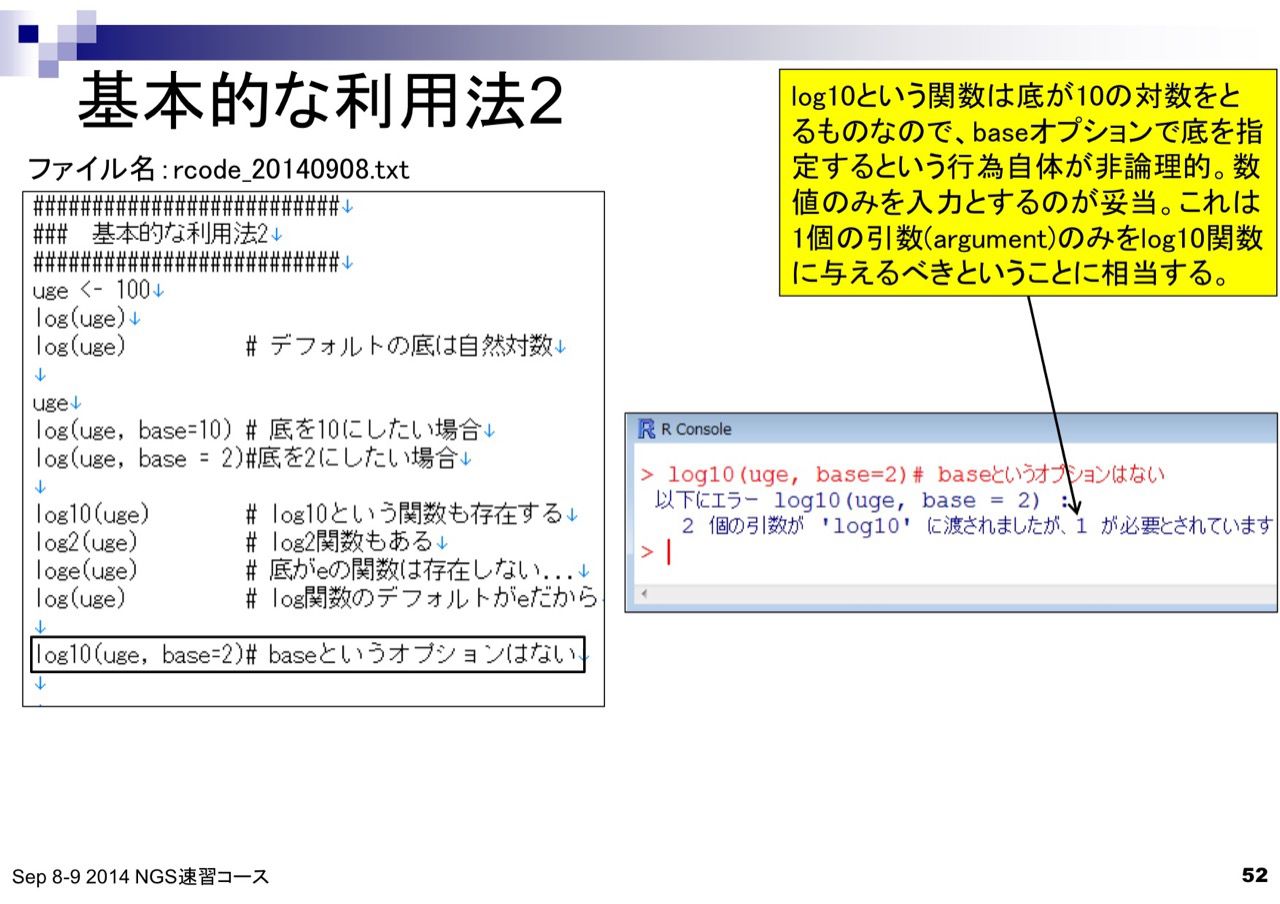 基本的な利用法2
ファイル名:rcode_20140908.txt
##########################↓
### 基本的な利用法2↓
##########################↓
uge <- 100↓
log(uge)↓
log(uge) # デフォルトの底は自然対数↓
↓
uge↓
log(uge, base=10) # 底を10にしたい場合↓
log(uge, base = 2)#底を2にしたい場合↓
↓
log10(uge) # log10という関数も存在する↓
log2(uge) # log2関数もある↓
loge(uge) # 底がeの関数は存在しない...↓
log(uge) # log関数のデフォルトがeだから
↓
log10(uge, base=2)# baseというオプションはない↓
↓
log10という関数は底が10の対数をと
るものなので、baseオプションで底を指
定するという行為自体が非論理的。数
値のみを入力とするのが妥当。これは
1個の引数(argument)のみをlog10関数
に与えるべきということに相当する。
R Console
> log10(uge, base=2)# baseというオプションはない
以下にエラー log10(uge, base = 2) :
2 個の引数が 'log10' に渡されましたが、1 が必要とされています
>
Sep 8-9 2014 NGS速習コース
52